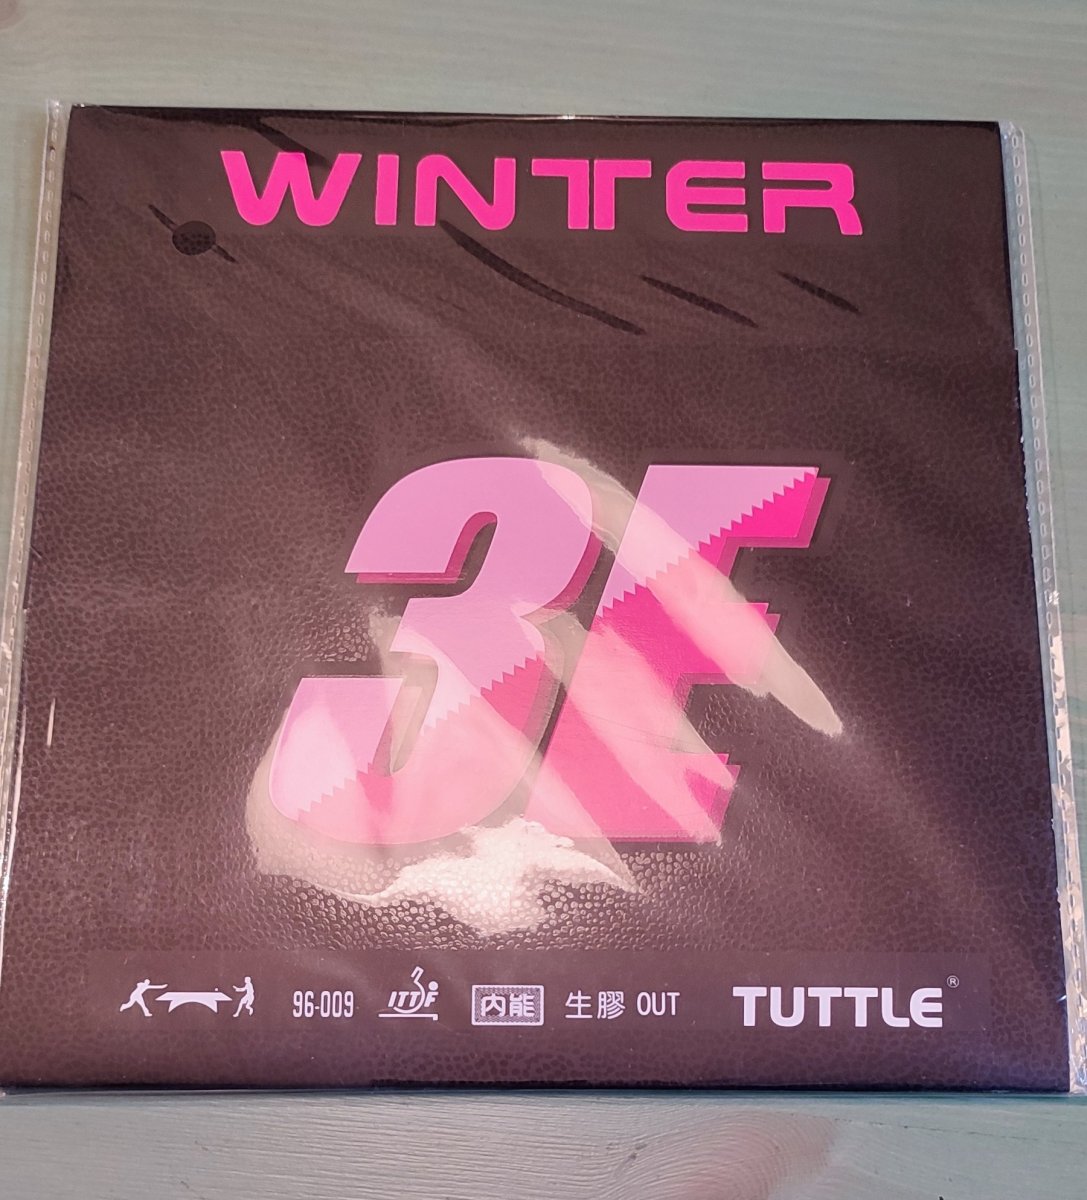 WINTER
3E
96-009 ITTF 内能 生膠 OUT TUTTLE®